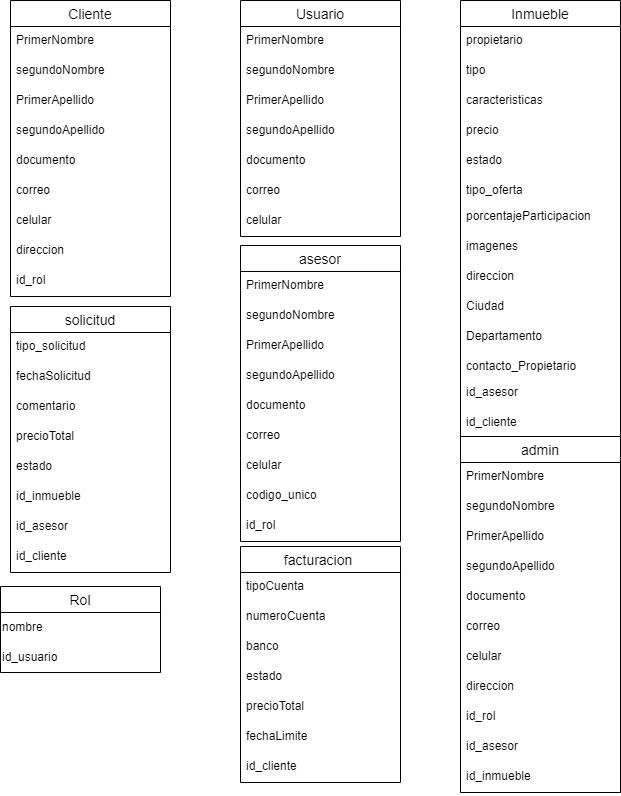 Cliente
PrimerNombre
segundoNombre
PrimerApellido
segundoApellido
documento
correo
celular
direccion
id_rol
solicitud
tipo_solicitud
fechaSolicitud
comentario
precioTotal
estado
id_inmueble
id_asesor
id_cliente
Rol
nombre
id_usuario
Usuario
PrimerNombre
segundoNombre
PrimerApellido
segundoApellido
documento
correo
celular
asesor
PrimerNombre
segundoNombre
PrimerApellido
segundoApellido
documento
correo
celular
codigo_unico
id_rol
facturacion
tipoCuenta
numeroCuenta
banco
estado
precioTotal
fechaLimite
id_cliente
Inmueble
propietario
tipo
caracteristicas
precio
estado
tipo_oferta
porcentajeParticipacion
imagenes
direccion
Ciudad
Departamento
contacto_Propietario
id_asesor
id_cliente
admin
PrimerNombre
segundoNombre
PrimerApellido
segundoApellido
documento
correo
celular
direccion
id_rol
id_asesor
id_inmueble